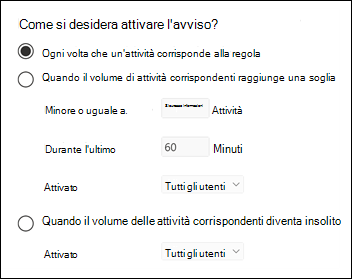 Come si desidera attivare l'avviso?
Ogni volta che un'attività corrisponde alla regola
Quando il volume di attività corrispondenti raggiunge una soglia
Minore o uguale a. Sicurezza Informazioni Attività
Durante l'ultimo 60 Minuti
Attivato Tutti gli utenti
Quando il volume delle attività corrispondenti diventa insolito
Attivato Tutti gli utenti